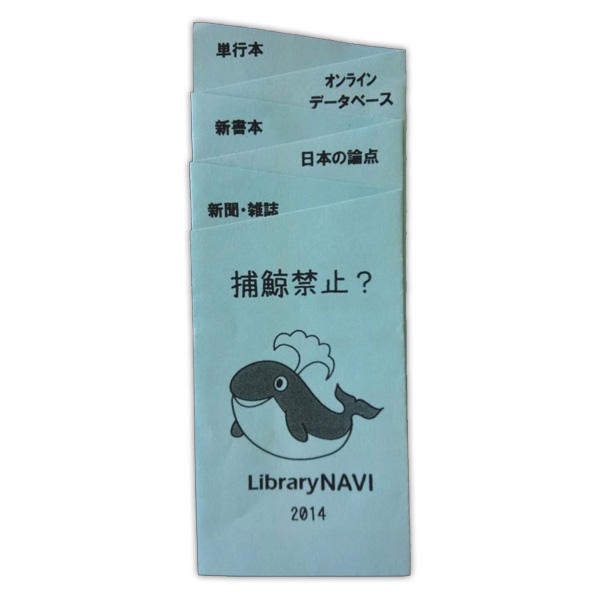 単行本
オンライン
データベース
新書本
日本の論点
新聞・雑誌
捕鯨禁止？
LibraryNAVI
2014